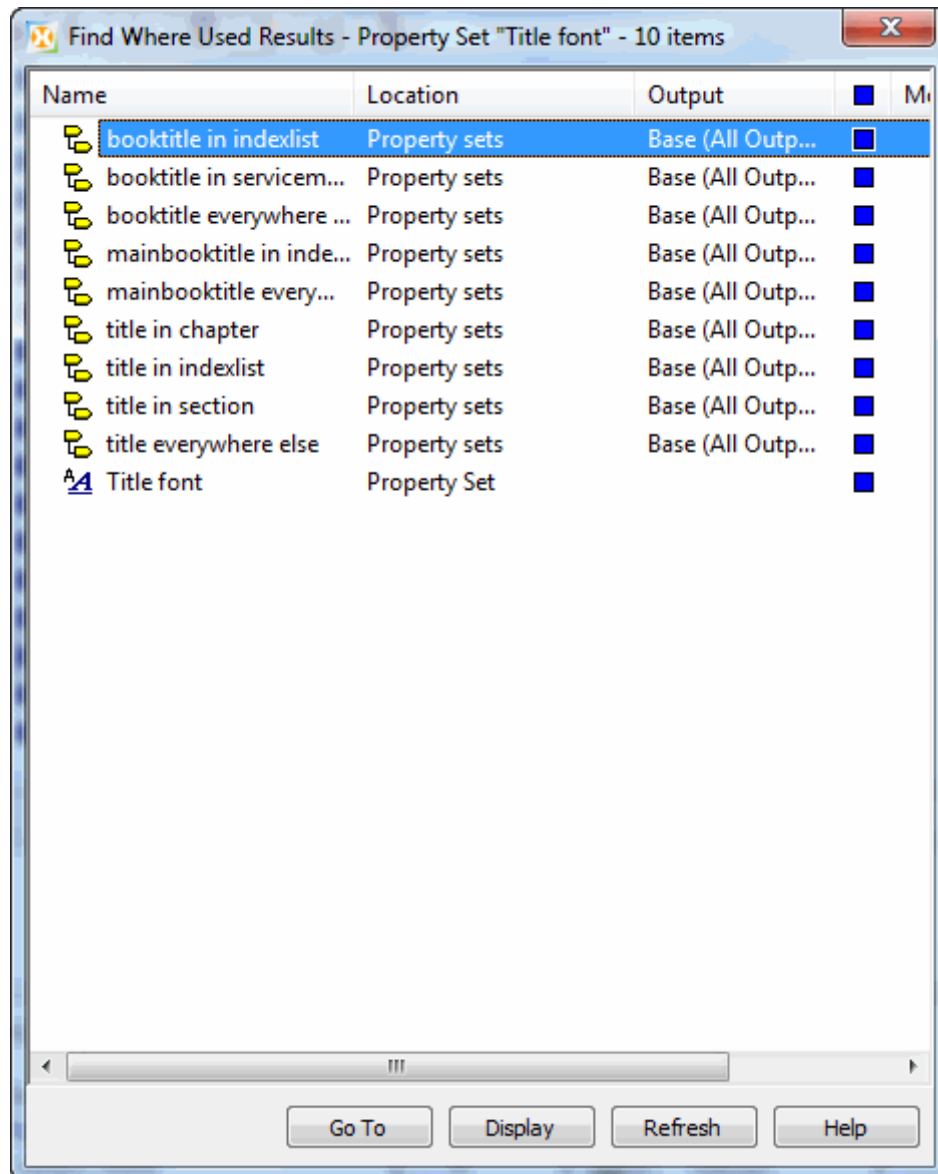 Find Where Used Results - Property Set "Title font" - 10 items
Name Location Output
booktitle in indexlist Property sets Base (All Outp...
booktitle in servicem... Property sets Base (All Outp...
booktitle everywhere ... Property sets Base (All Outp...
mainbooktitle in inde... Property sets Base (All Outp...
mainbooktitle every... Property sets Base (All Outp...
title in chapter Property sets Base (All Outp...
title in indexlist Property sets Base (All Outp...
title in section Property sets Base (All Outp...
title everywhere else Property sets Base (All Outp...
Title font Property Set
Go To Display Refresh Help